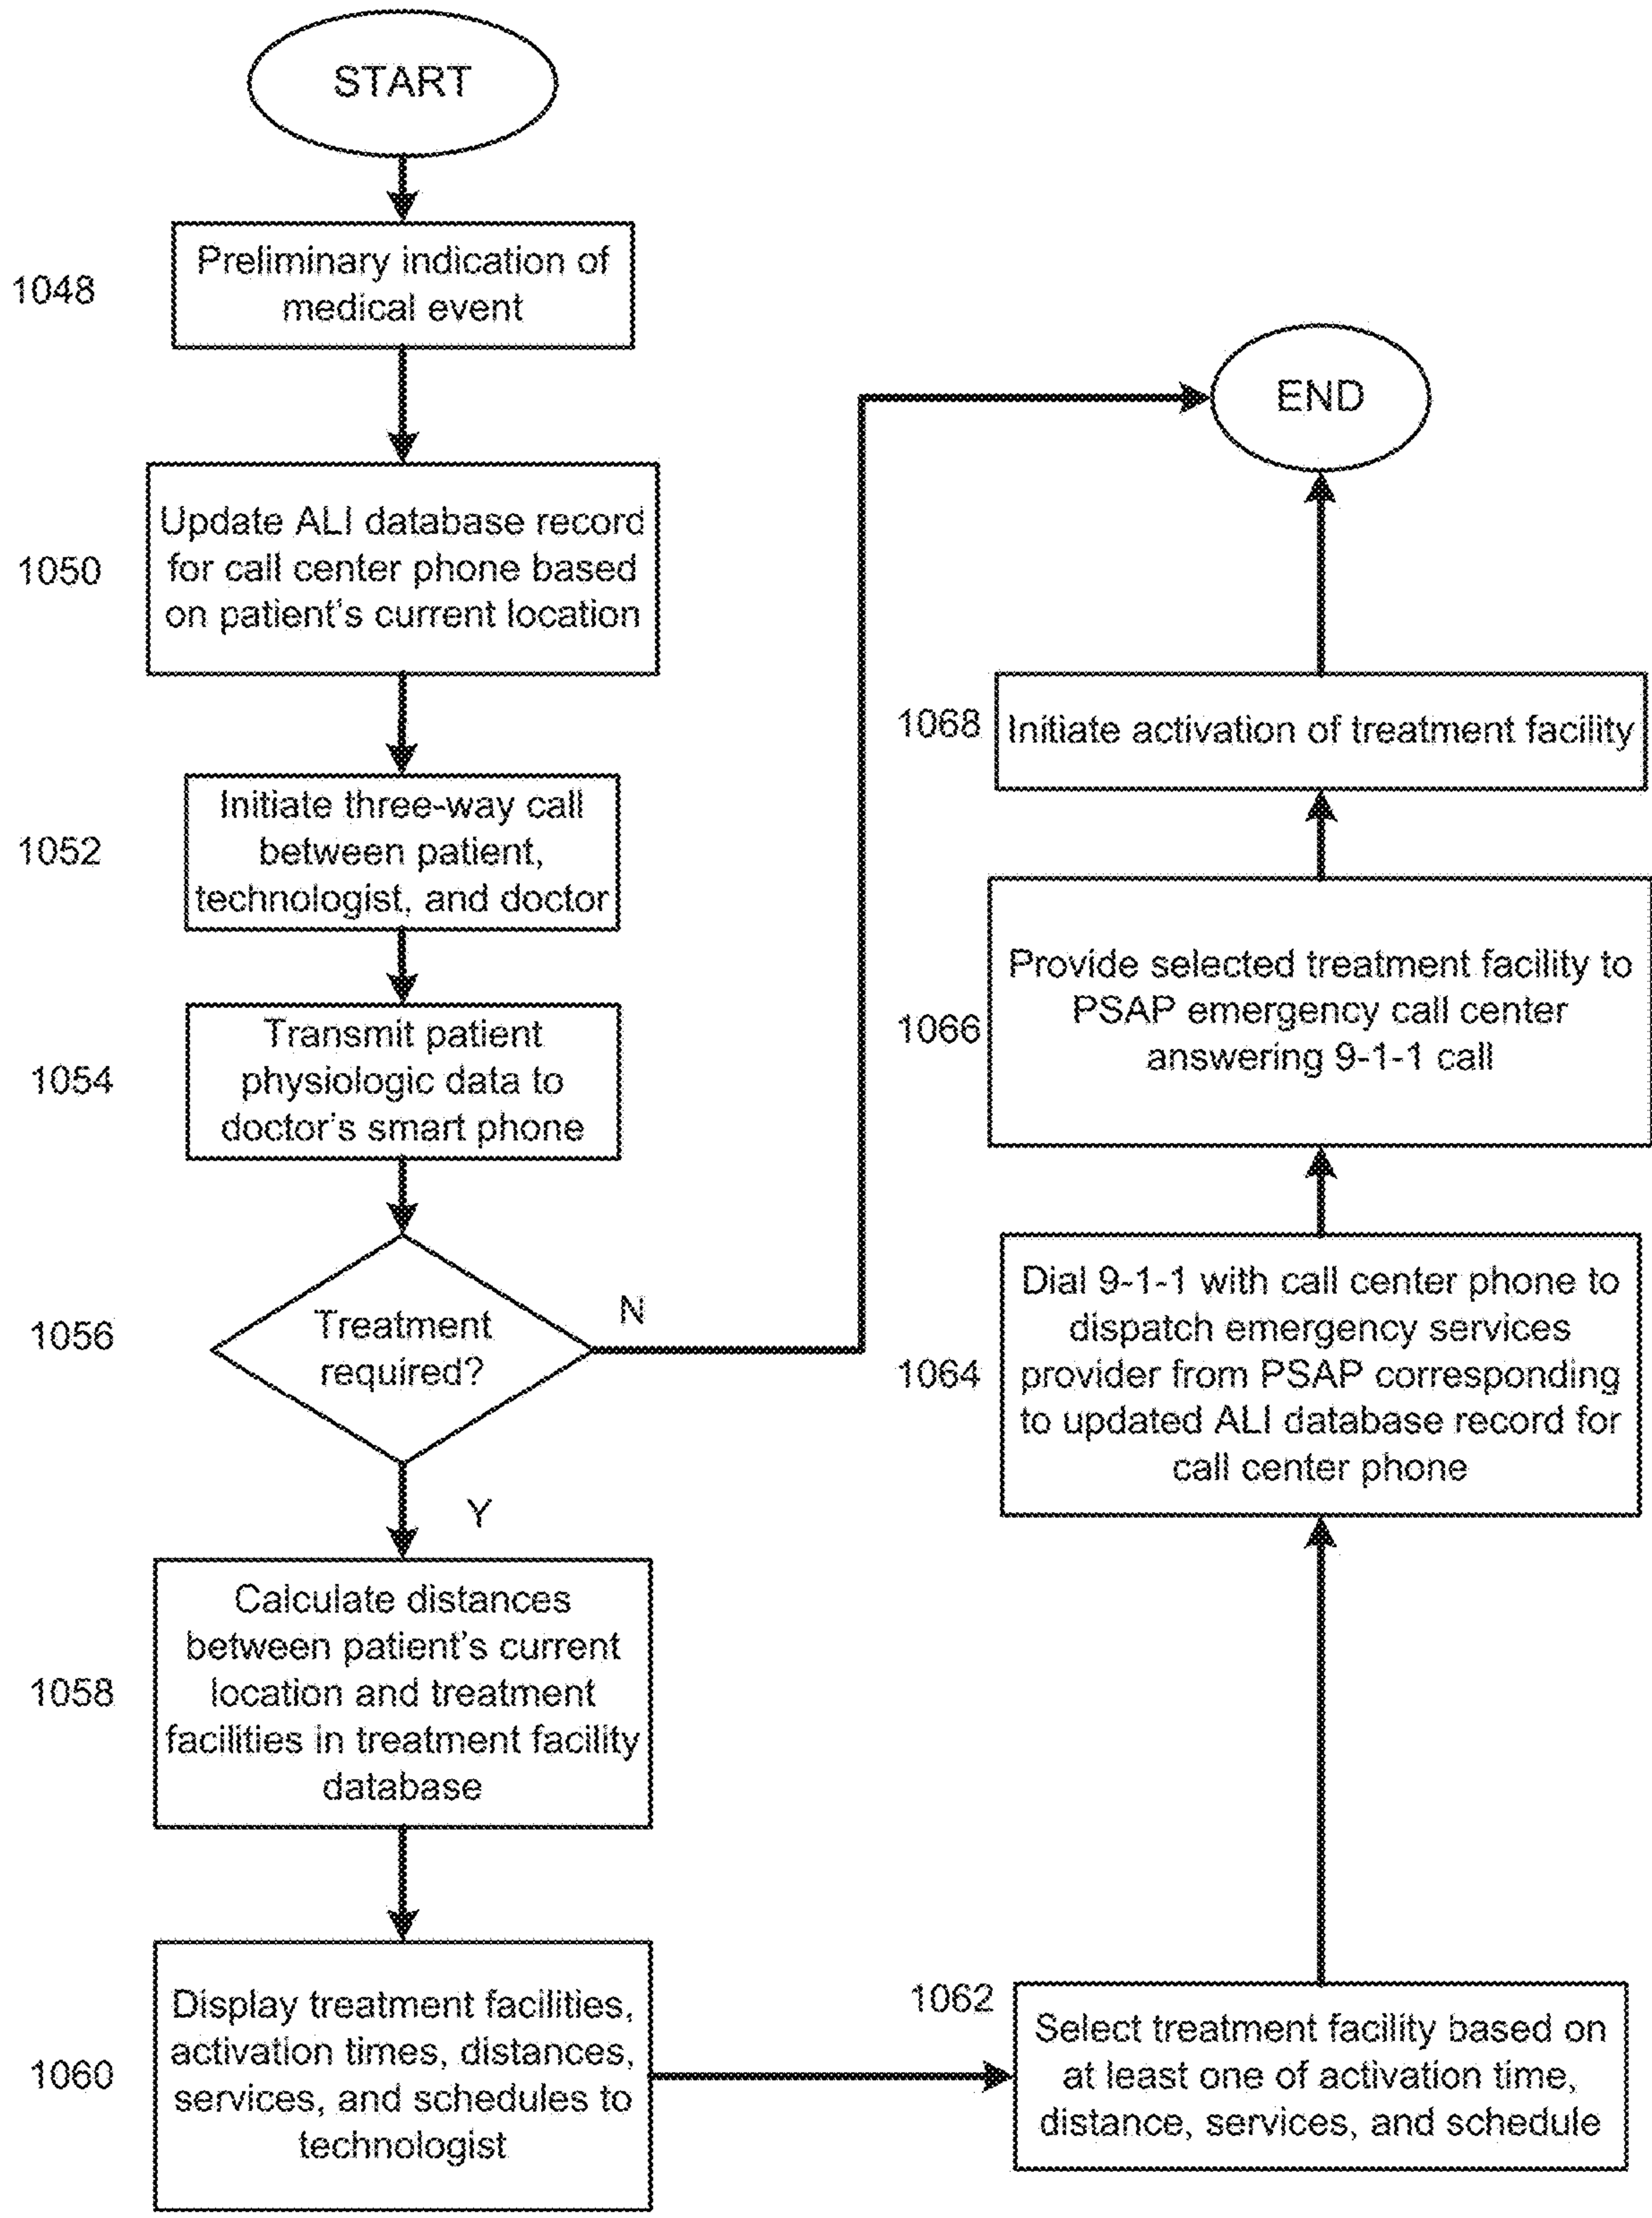 START
1048
Preliminary indication of
medical event
1050
Update ALI database record
for call center phone based
on patient's current location
1052
Initiate three-way call
between patient,
technologist, and doctor
1054
Transmit patient
physiologic data to
doctor's smart phone
1056
Treatment
required?
N
Y
1058
Calculate distances
between patient's current
location and treatment
facilities in treatment facility
database
1060
Display treatment facilities,
activation times, distances,
services, and schedules to
technologist
1062
Select treatment facility based on
at least one of activation time,
distance, services, and schedule
1064
Dial 9-1-1 with call center phone to
dispatch emergency services
provider from PSAP corresponding
to updated ALI database record for
call center phone
1066
Provide selected treatment facility to
PSAP emergency call center
answering 9-1-1 call
1068
Initiate activation of treatment facility
END